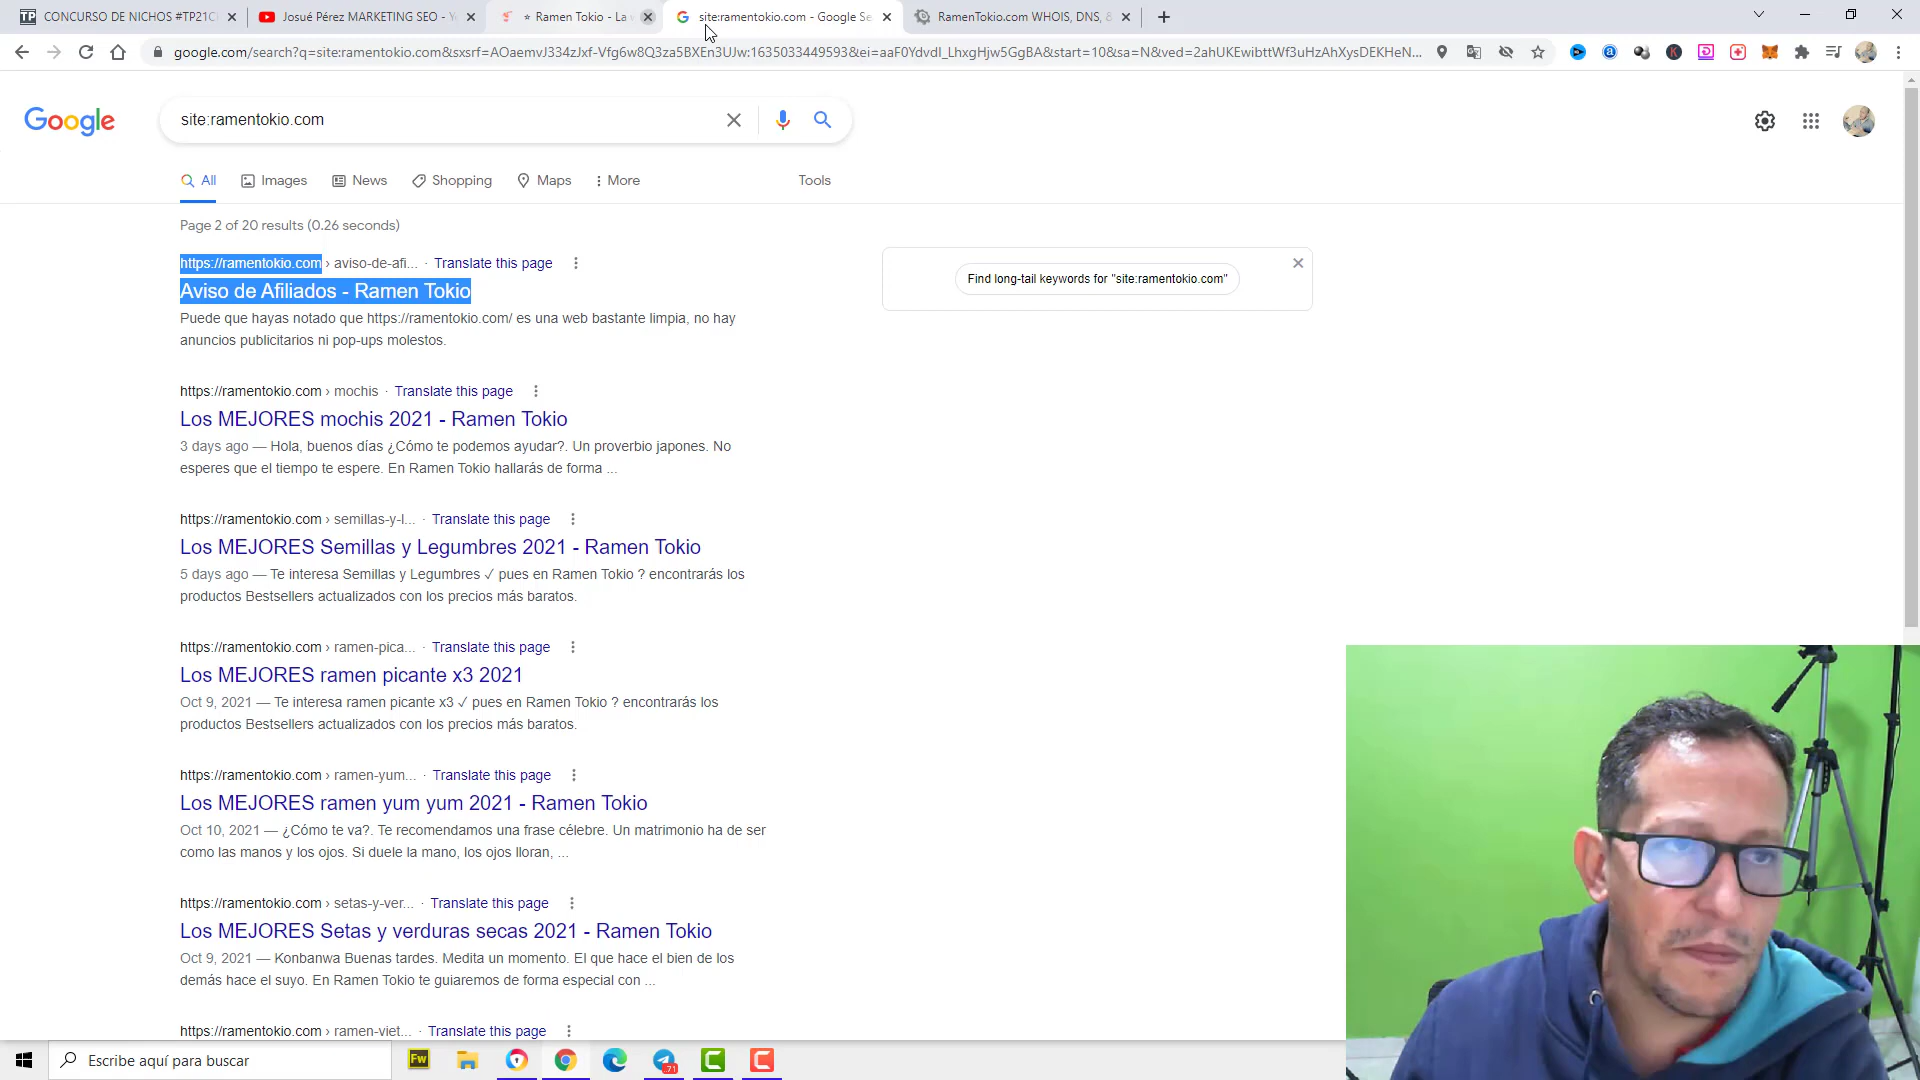 CONCURSO DE NICHOS #TP21C
Josué Pérez MARKETING SEO - Y
⭐ Ramen Tokio - La
site:ramentokio.com - Google Se
RamenTokio.com WHOIS, DNS, &
google.com/search?q=site:ramentokio.com&sxsrf=AOaemvJ334zJxf-Vfg6w8Q3za5BXEn3UJw:1635033449593&ei=aaF0YdvdI_LhxgHjw5GgBA&start=10&sa=N&ved=2ahUKEwibttWf3uHzAhXysDEKHeN...
Google
site:ramentokio.com
All
Images
News
Shopping
Maps
More
Tools
Page 2 of 20 results (0.26 seconds)
https://ramentokio.com › aviso-de-afi... · Translate this page
Aviso de Afiliados - Ramen Tokio
Puede que hayas notado que https://ramentokio.com/ es una web bastante limpia, no hay
anuncios publicitarios ni pop-ups molestos.
Find long-tail keywords for "site:ramentokio.com"
https://ramentokio.com › mochis · Translate this page
Los MEJORES mochis 2021 - Ramen Tokio
3 days ago — Hola, buenos días ¿Cómo te podemos ayudar?. Un proverbio japones. No
esperes que el tiempo te espere. En Ramen Tokio hallarás de forma ...
https://ramentokio.com › semillas-y-l... · Translate this page
Los MEJORES Semillas y Legumbres 2021 - Ramen Tokio
5 days ago — Te interesa Semillas y Legumbres ✓ pues en Ramen Tokio ? encontrarás los
productos Bestsellers actualizados con los precios más baratos.
https://ramentokio.com › ramen-pica... · Translate this page
Los MEJORES ramen picante x3 2021
Oct 9, 2021 — Te interesa ramen picante x3 ✓ pues en Ramen Tokio ? encontrarás los
productos Bestsellers actualizados con los precios más baratos.
https://ramentokio.com › ramen-yum... · Translate this page
Los MEJORES ramen yum yum 2021 - Ramen Tokio
Oct 10, 2021 — ¿Cómo te va?. Te recomendamos una frase célebre. Un matrimonio ha de ser
como las manos y los ojos. Si duele la mano, los ojos lloran, ...
https://ramentokio.com › setas-y-ver... · Translate this page
Los MEJORES Setas y verduras secas 2021 - Ramen Tokio
Oct 9, 2021 — Konbanwa Buenas tardes. Medita un momento. El que hace el bien de los
demás hace el suyo. En Ramen Tokio te guiaremos de forma especial con ...
https://ramentokio.com › ramen-viet... · Translate this page
Escribe aquí para buscar
Fw
71